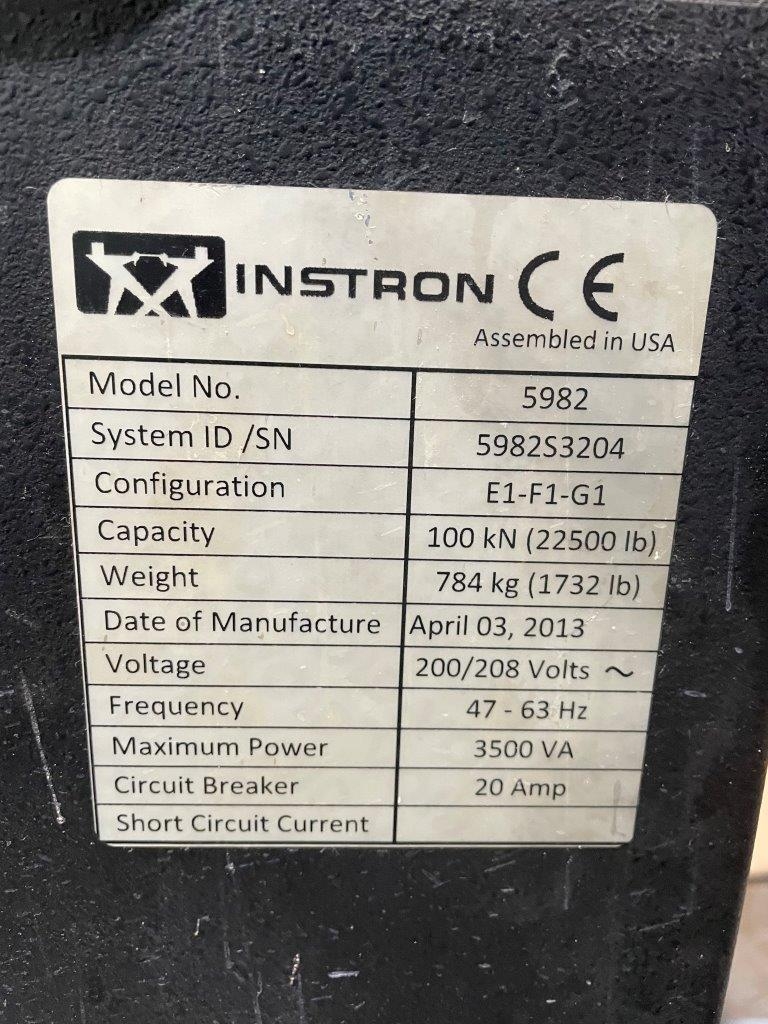 INSTRON CE
Assembled in USA
Model No. 5982
System ID /SN 5982S3204
Configuration E1-F1-G1
Capacity 100 kN (22500 lb)
Weight 784 kg (1732 lb)
Date of Manufacture April 03, 2013
Voltage 200/208 Volts ~
Frequency 47 - 63 Hz
Maximum Power 3500 VA
Circuit Breaker 20 Amp
Short Circuit Current